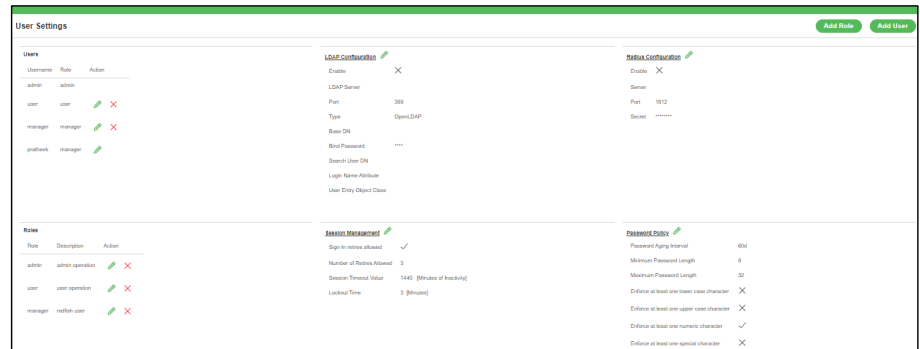 User Settings
Add Role
Add User
Users
Username Role Action
admin admin
user user
manager manager
pratheek manager
LDAP Configuration
Enable
LDAP Server
Port 389
Type OpenLDAP
Base DN
Bind Password ****
Search User DN
Login Name Attribute
User Entry Object Class
Radius Configuration
Enable
Server
Port 1812
Secret ********
Roles
Role Description Action
admin admin operation
user user operation
manager redfish user
Session Management
Sign-In retries allowed
Number of Retries Allowed 3
Session Timeout Value 1440 [Minutes of Inactivity]
Lockout Time 3 [Minutes]
Password Policy
Password Aging Interval 60d
Minimum Password Length 8
Maximum Password Length 32
Enforce at least one lower case character
Enforce at least one upper case character
Enforce at least one numeric character
Enforce at least one special character